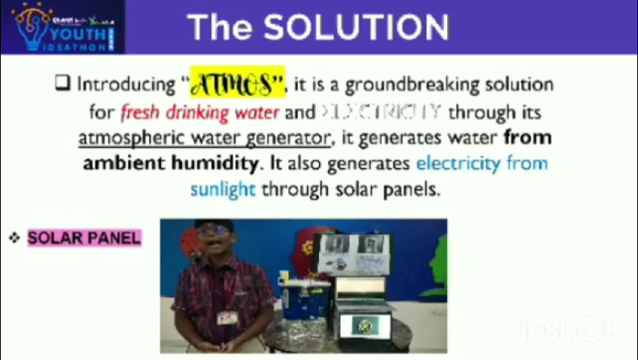 The SOLUTION
YOUTH
IDEATHON
Introducing "ATMOS", it is a groundbreaking solution
for fresh drinking water and ELECTRICITY through its
atmospheric water generator, it generates water from
ambient humidity. It also generates electricity from
sunlight through solar panels.
SOLAR PANEL
InShOt